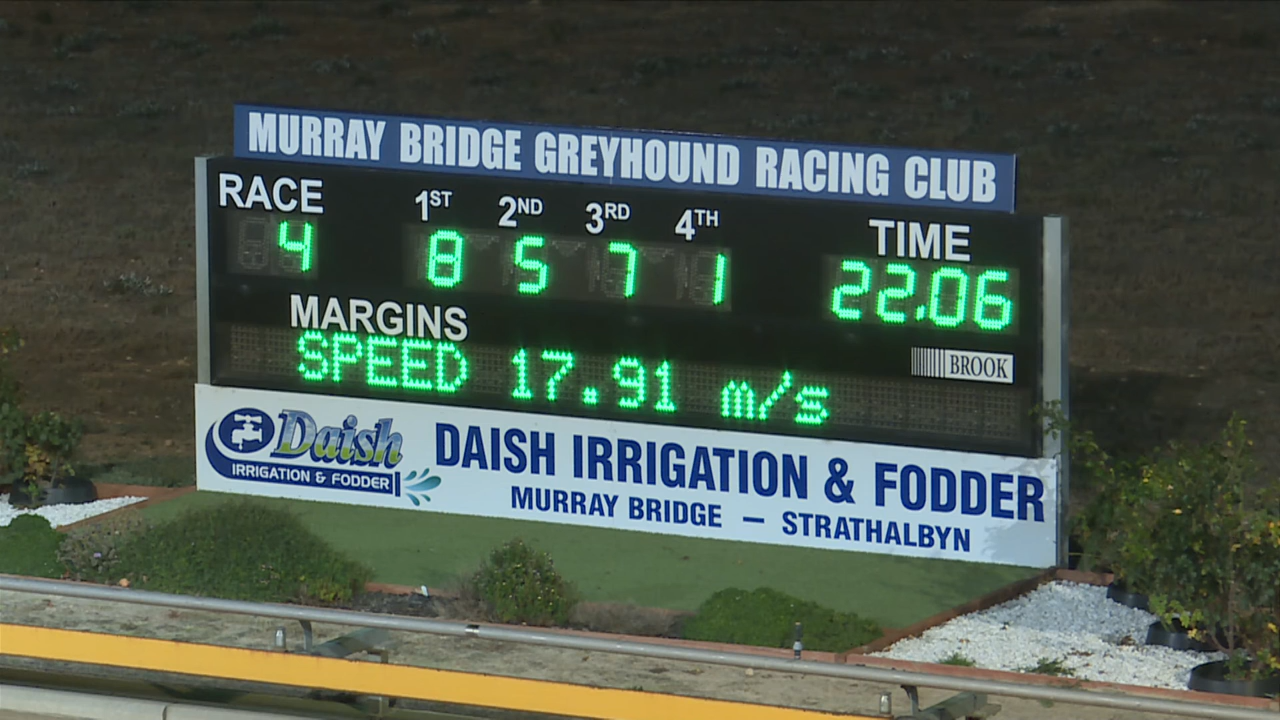 MURRAY BRIDGE GREYHOUND RACING CLUB
RACE 1ST 2ND 3RD 4TH TIME
4 8 5 7 1 22.06
MARGINS
BROOK
SPEED 17.91 m/s
Daish
IRRIGATION & FODDER
DAISH IRRIGATION & FODDER
MURRAY BRIDGE – STRATHALBYN